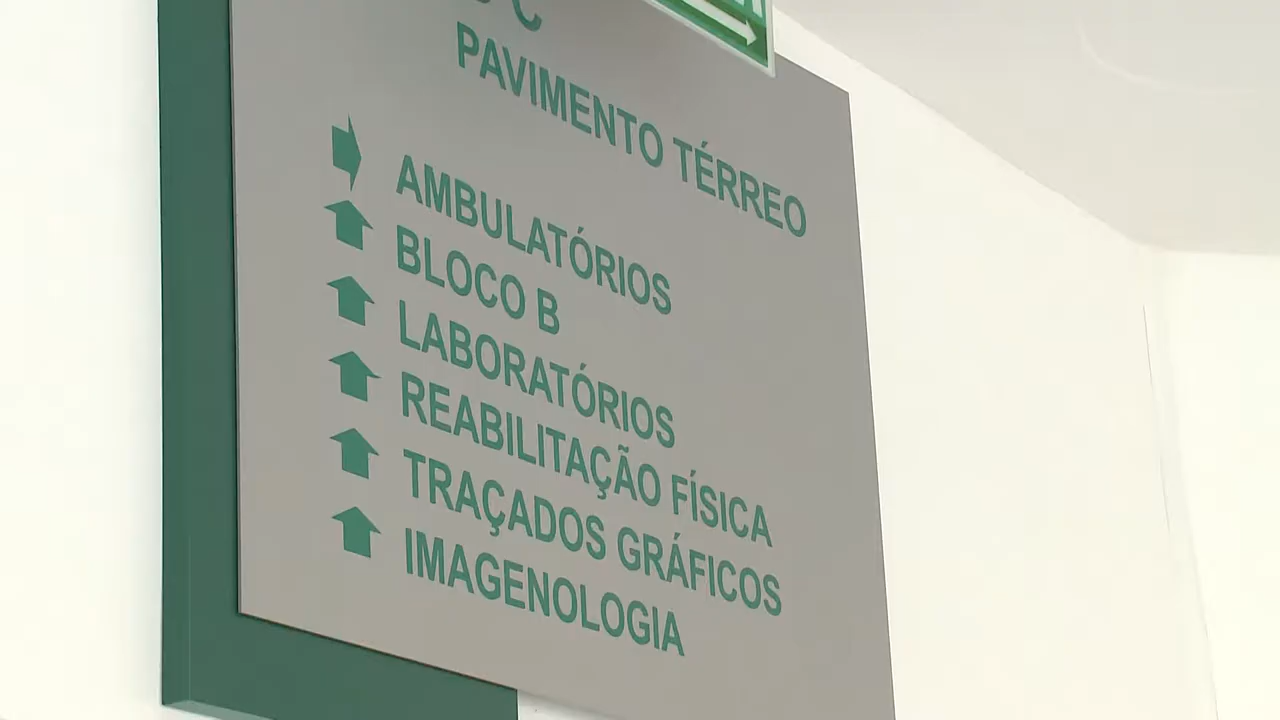 PAVIMENTO TÉRREO
AMBULATÓRIOS
BLOCO B
LABORATÓRIOS
REABILITAÇÃO FÍSICA
TRAÇADOS GRÁFICOS
IMAGENOLOGIA